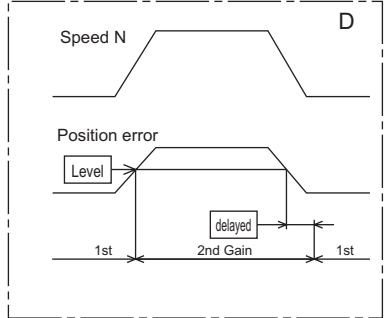 D
Speed N
Position error
Level
delayed
1st 2nd Gain 1st